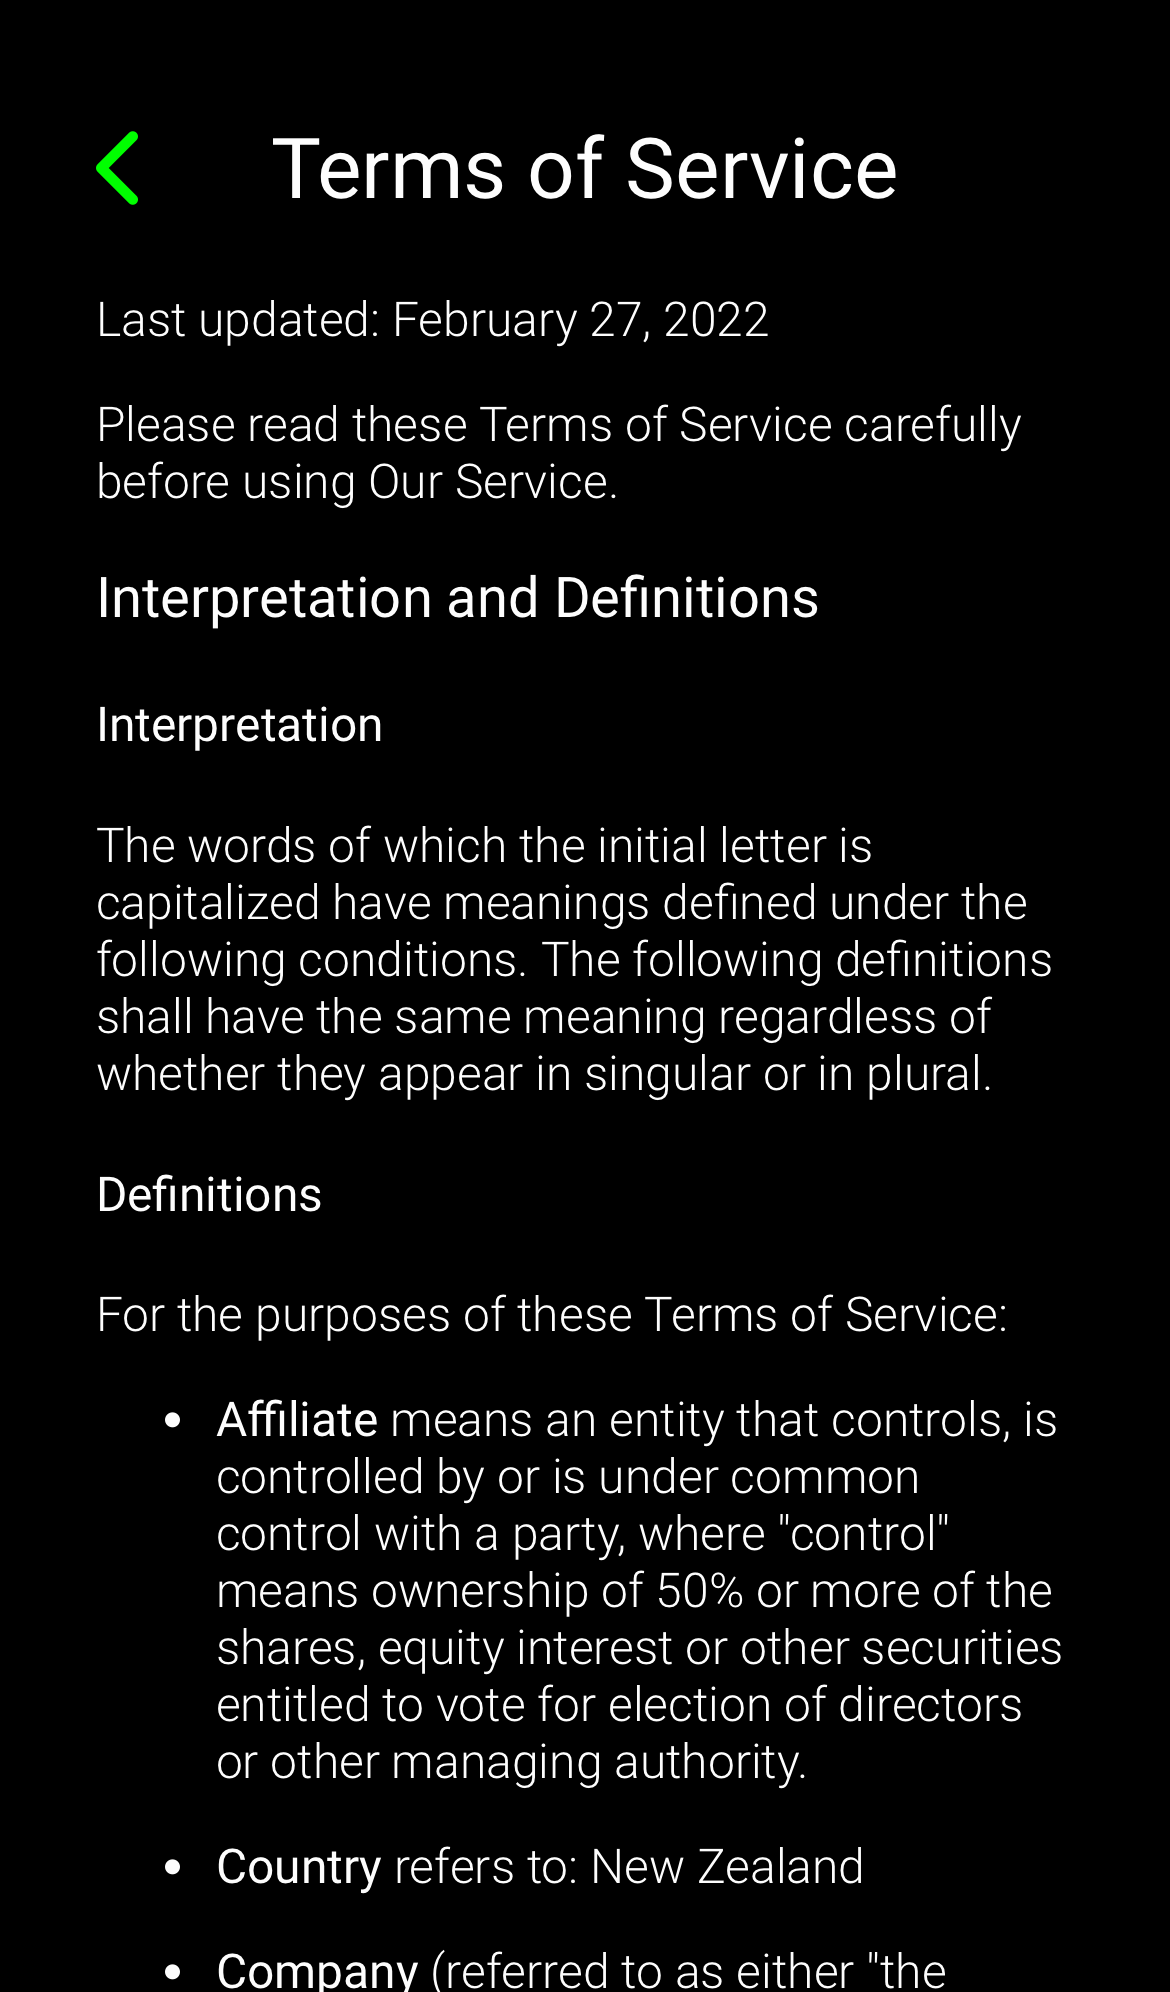 Terms of Service
Last updated: February 27, 2022
Please read these Terms of Service carefully
before using Our Service.
Interpretation and Definitions
Interpretation
The words of which the initial letter is
capitalized have meanings defined under the
following conditions. The following definitions
shall have the same meaning regardless of
whether they appear in singular or in plural.
Definitions
For the purposes of these Terms of Service:
• Affiliate means an entity that controls, is
controlled by or is under common
control with a party, where "control"
means ownership of 50% or more of the
shares, equity interest or other securities
entitled to vote for election of directors
or other managing authority.
• Country refers to: New Zealand
• Company (referred to as either "the